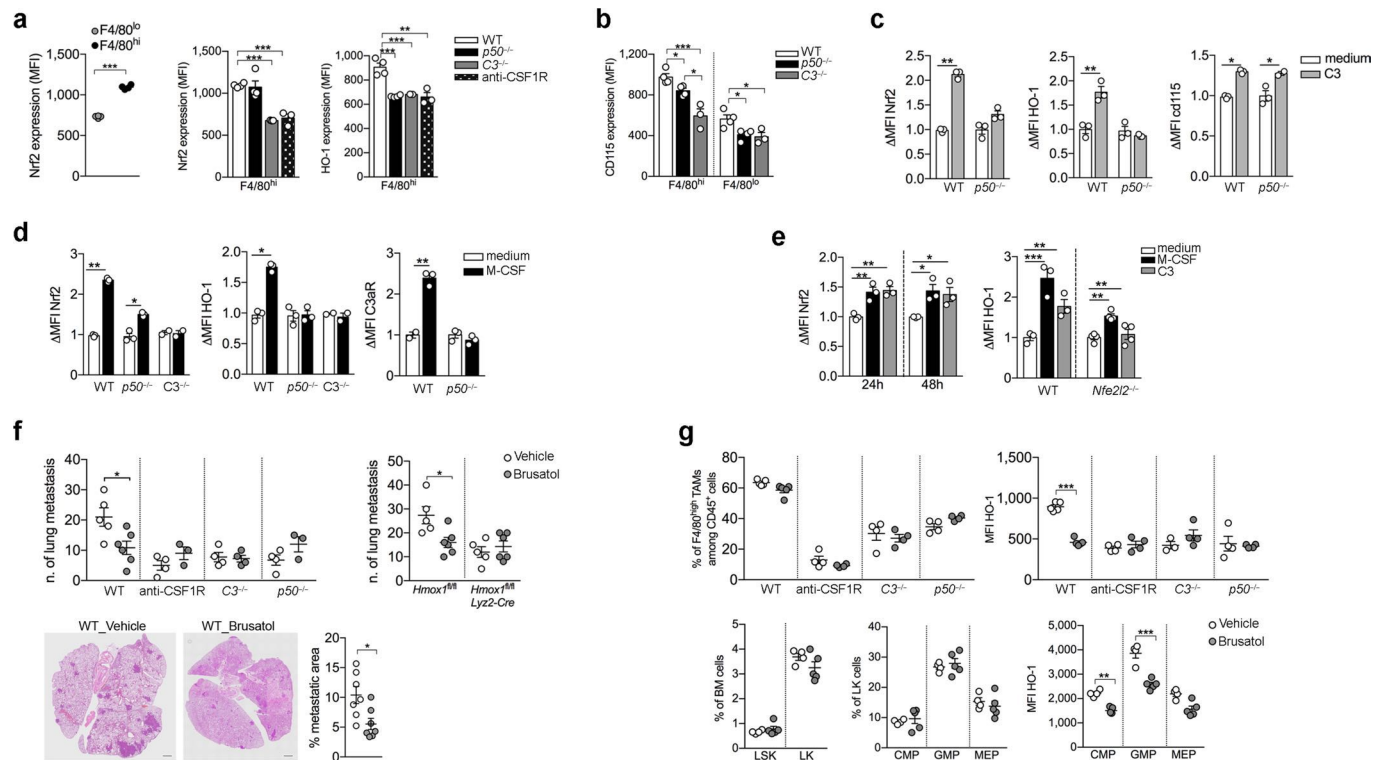 a
F4/80lo
F4/80hi
Nrf2 expression (MFI)
1,500
1,000
500
0
***
Nrf2 expression (MFI)
1,500
1,000
500
0
***
***
F4/80hi
HO-1 expression (MFI)
1,000
800
600
400
200
0
**
***
***
F4/80hi
WT
p50-/-
C3-/-
anti-CSF1R
b
CD115 expression (MFI)
1,400
1,000
600
200
0
***
*
*
*
*
F4/80hi
F4/80lo
WT
p50-/-
C3-/-
c
ΔMFI Nrf2
2.5
2.0
1.5
1.0
0.5
0
**
WT
p50-/-
ΔMFI HO-1
2.5
2.0
1.5
1.0
0.5
0
**
WT
p50-/-
ΔMFI cd115
2.0
1.5
1.0
0.5
0
*
*
WT
p50-/-
medium
C3
d
ΔMFI Nrf2
3
2
1
0
**
*
WT
p50-/-
C3-/-
ΔMFI HO-1
2.0
1.6
1.2
0.8
0.4
0
*
WT
p50-/-
C3-/-
ΔMFI C3aR
3
2
1
0
**
WT
p50-/-
medium
M-CSF
e
ΔMFI Nrf2
2.0
1.5
1.0
0.5
0
**
**
*
*
24h
48h
ΔMFI HO-1
3.0
2.5
2.0
1.5
1.0
0.5
0
**
***
**
**
WT
Nfe2l2-/-
medium
M-CSF
C3
f
n. of lung metastasis
40
30
20
10
0
*
WT
anti-CSF1R
C3-/-
p50-/-
n. of lung metastasis
50
40
30
20
10
0
*
Hmox1fl/fl
Hmox1fl/fl
Lyz2-Cre
Vehicle
Brusatol
WT_Vehicle
WT_Brusatol
% metastatic area
20
15
10
5
0
*
g
% of F4/80high TAMs
among CD45+ cells
80
60
40
20
0
WT
anti-CSF1R
C3-/-
p50-/-
MFI HO-1
1,500
1,000
500
0
***
WT
anti-CSF1R
C3-/-
p50-/-
Vehicle
Brusatol
% of BM cells
5
4
3
2
1
0
LSK
LK
% of LK cells
40
30
20
10
0
CMP
GMP
MEP
MFI HO-1
5,000
4,000
3,000
2,000
1,000
0
**
***
CMP
GMP
MEP